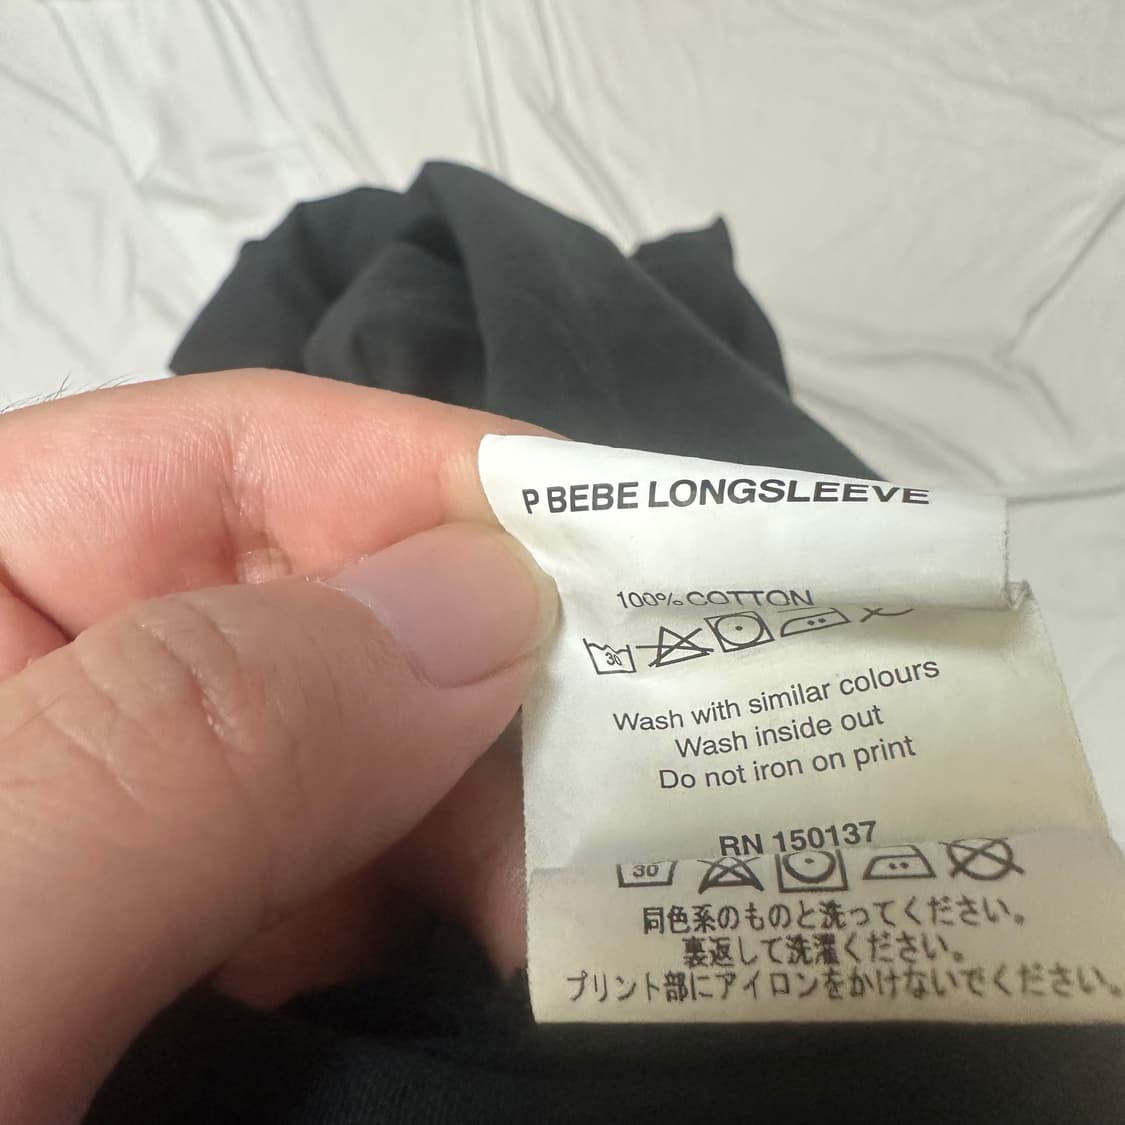 P BEBE LONGSLEEVE
100% COTTON
30
Wash with similar colours
Wash inside out
Do not iron on print
RN 150137
30
同色系のものと洗ってください。
裏返して洗濯ください。
プリント部にアイロンをかけないでください。